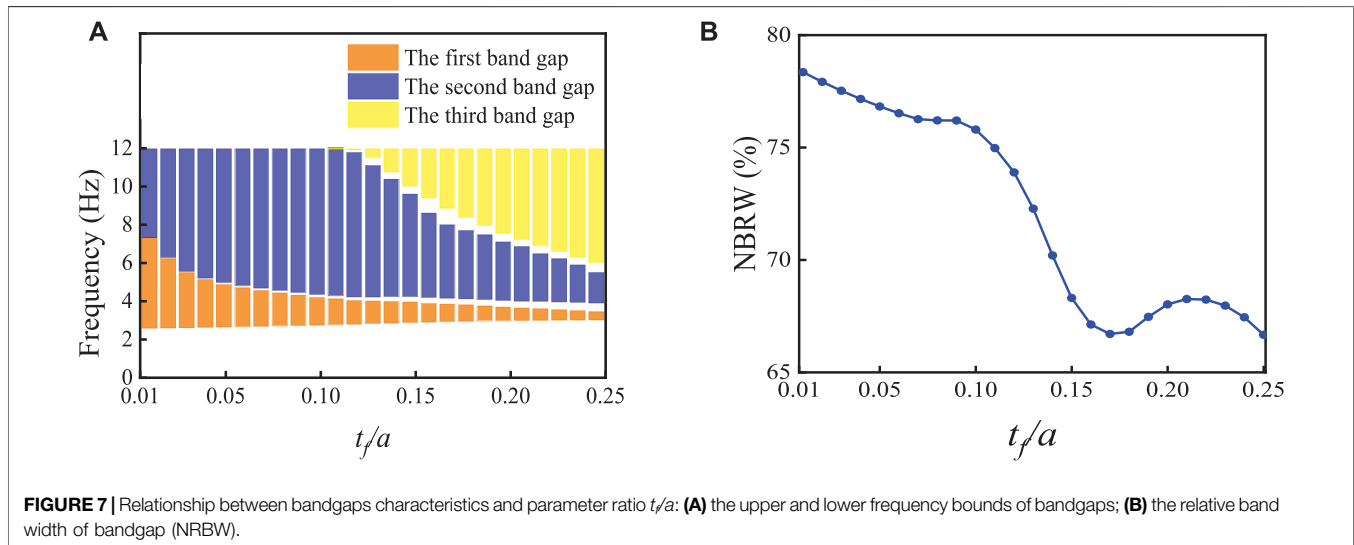 A
The first band gap
The second band gap
The third band gap
Frequency (Hz)
12
10
8
6
4
2
0
0.01 0.05 0.10 0.15 0.20 0.25
t_f/a
B
NBRW (%)
80
75
70
65
0.01 0.05 0.10 0.15 0.20 0.25
t_f/a
FIGURE 7 | Relationship between bandgaps characteristics and parameter ratio t_f/a: (A) the upper and lower frequency bounds of bandgaps; (B) the relative band
width of bandgap (NRBW).